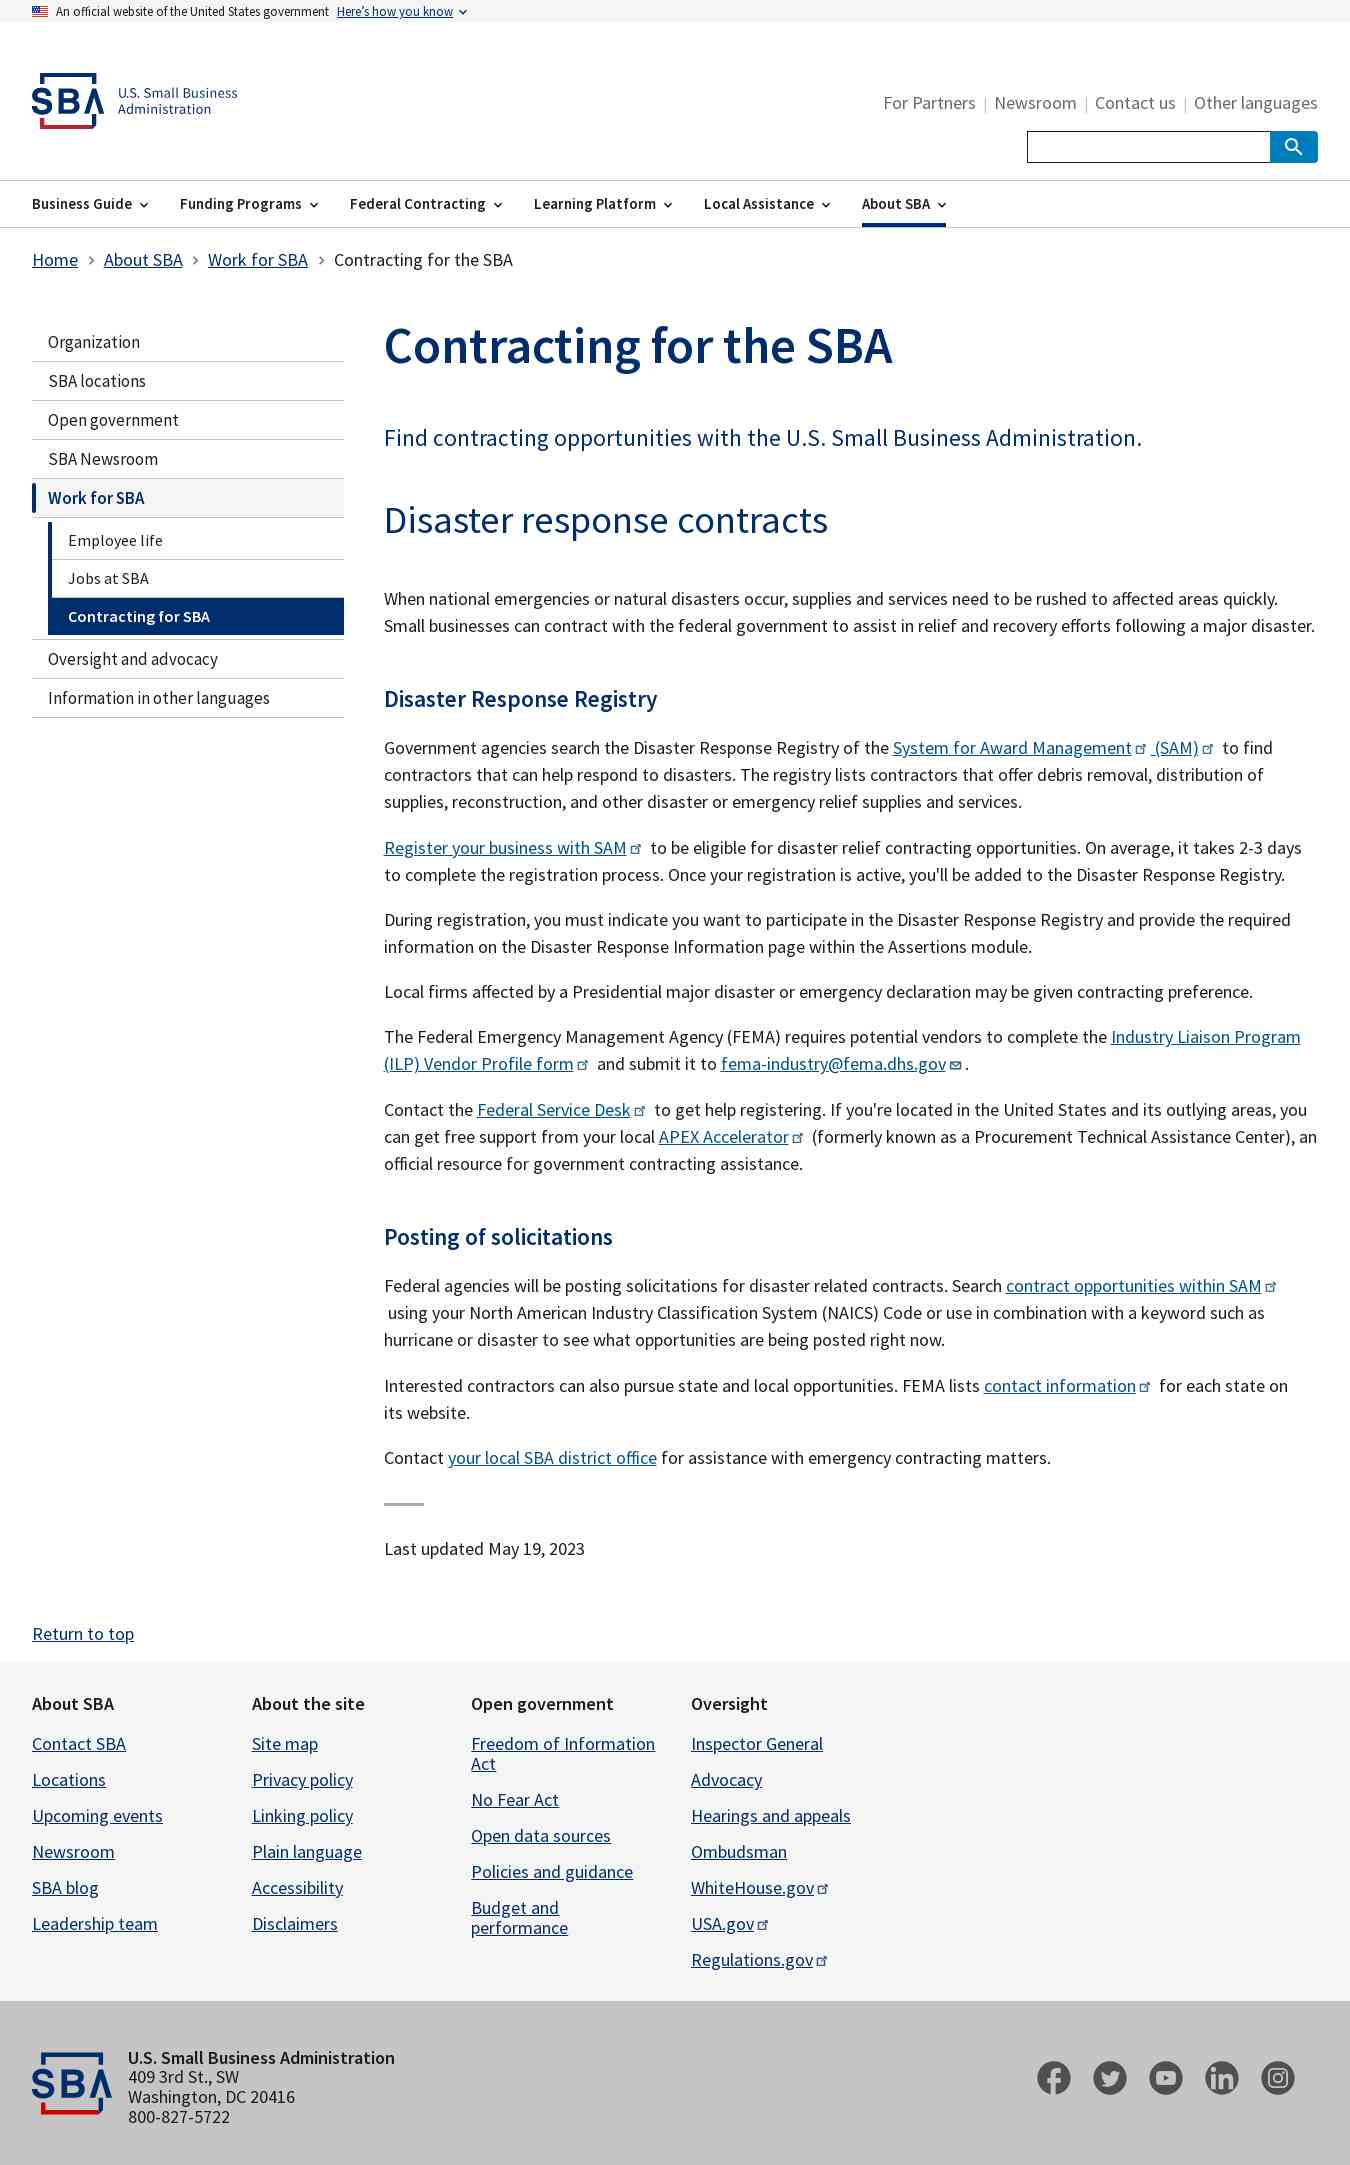 An official website of the United States government Here’s how you know
SBA U.S. Small Business
Administration
For Partners | Newsroom | Contact us | Other languages
Business Guide Funding Programs Federal Contracting Learning Platform Local Assistance About SBA
Home > About SBA > Work for SBA > Contracting for the SBA
Organization
SBA locations
Open government
SBA Newsroom
Work for SBA
Employee life
Jobs at SBA
Contracting for SBA
Oversight and advocacy
Information in other languages
Contracting for the SBA
Find contracting opportunities with the U.S. Small Business Administration.
Disaster response contracts
When national emergencies or natural disasters occur, supplies and services need to be rushed to affected areas quickly.
Small businesses can contract with the federal government to assist in relief and recovery efforts following a major disaster.
Disaster Response Registry
Government agencies search the Disaster Response Registry of the System for Award Management (SAM) to find
contractors that can help respond to disasters. The registry lists contractors that offer debris removal, distribution of
supplies, reconstruction, and other disaster or emergency relief supplies and services.
Register your business with SAM to be eligible for disaster relief contracting opportunities. On average, it takes 2-3 days
to complete the registration process. Once your registration is active, you'll be added to the Disaster Response Registry.
During registration, you must indicate you want to participate in the Disaster Response Registry and provide the required
information on the Disaster Response Information page within the Assertions module.
Local firms affected by a Presidential major disaster or emergency declaration may be given contracting preference.
The Federal Emergency Management Agency (FEMA) requires potential vendors to complete the Industry Liaison Program
(ILP) Vendor Profile form and submit it to fema-industry@fema.dhs.gov .
Contact the Federal Service Desk to get help registering. If you're located in the United States and its outlying areas, you
can get free support from your local APEX Accelerator (formerly known as a Procurement Technical Assistance Center), an
official resource for government contracting assistance.
Posting of solicitations
Federal agencies will be posting solicitations for disaster related contracts. Search contract opportunities within SAM
using your North American Industry Classification System (NAICS) Code or use in combination with a keyword such as
hurricane or disaster to see what opportunities are being posted right now.
Interested contractors can also pursue state and local opportunities. FEMA lists contact information for each state on
its website.
Contact your local SBA district office for assistance with emergency contracting matters.
Last updated May 19, 2023
Return to top
About SBA
Contact SBA
Locations
Upcoming events
Newsroom
SBA blog
Leadership team
About the site
Site map
Privacy policy
Linking policy
Plain language
Accessibility
Disclaimers
Open government
Freedom of Information
Act
No Fear Act
Open data sources
Policies and guidance
Budget and
performance
Oversight
Inspector General
Advocacy
Hearings and appeals
Ombudsman
WhiteHouse.gov
USA.gov
Regulations.gov
SBA
U.S. Small Business Administration
409 3rd St., SW
Washington, DC 20416
800-827-5722